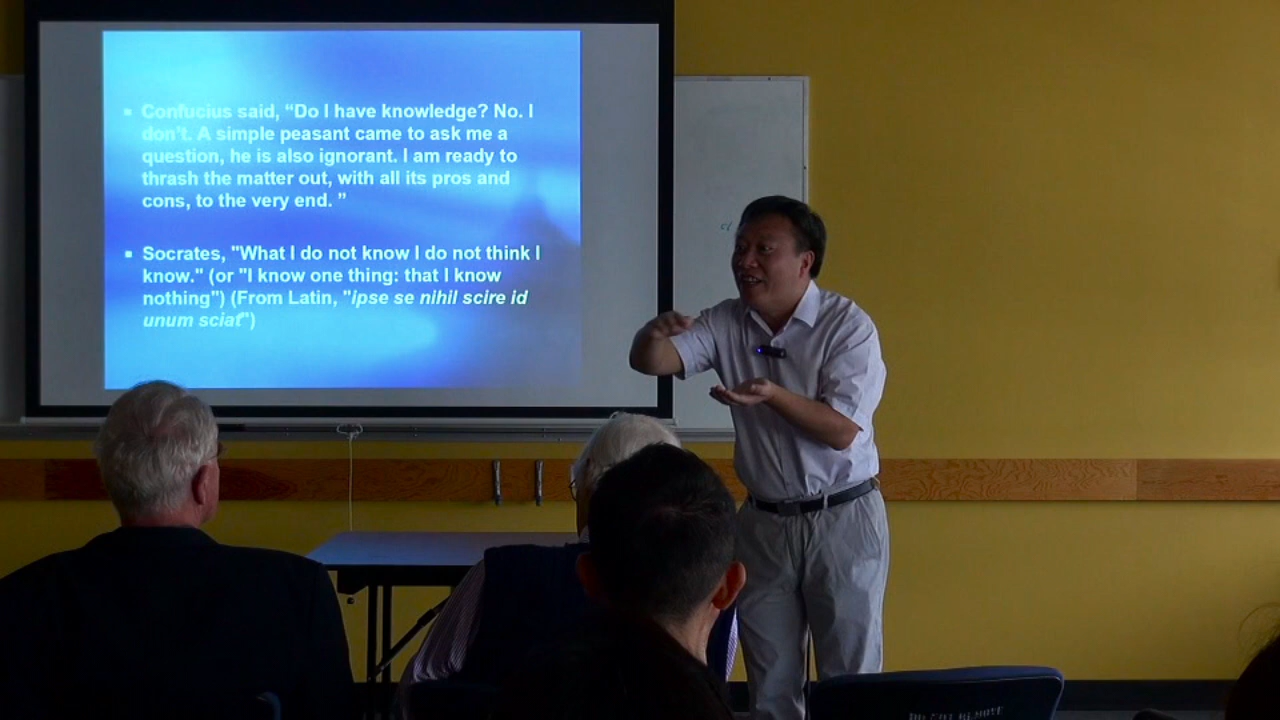 Confucius said, “Do I have knowledge? No. I
don't. A simple peasant came to ask me a
question, he is also ignorant. I am ready to
thrash the matter out, with all its pros and
cons, to the very end. ”
Socrates, "What I do not know I do not think I
know." (or "I know one thing: that I know
nothing") (From Latin, "ipse se nihil scire id
unum sciat")